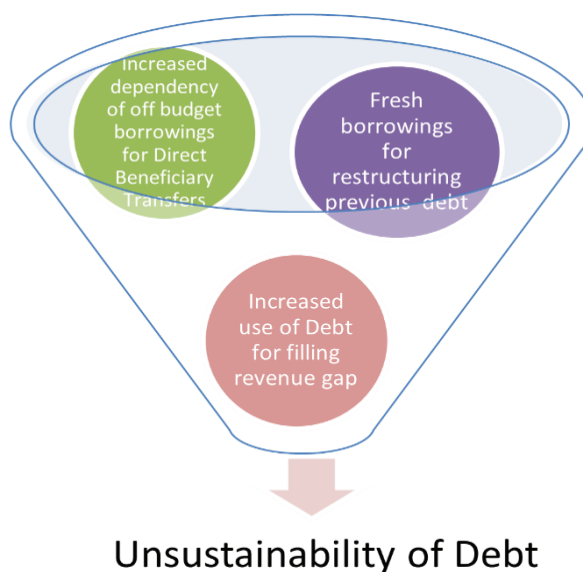 Increased
dependency
of off budget
borrowings
for Direct
Beneficiary
Transfers
Fresh
borrowings
for
restructuring
previous debt
Increased
use of Debt
for filling
revenue gap
Unsustainability of Debt